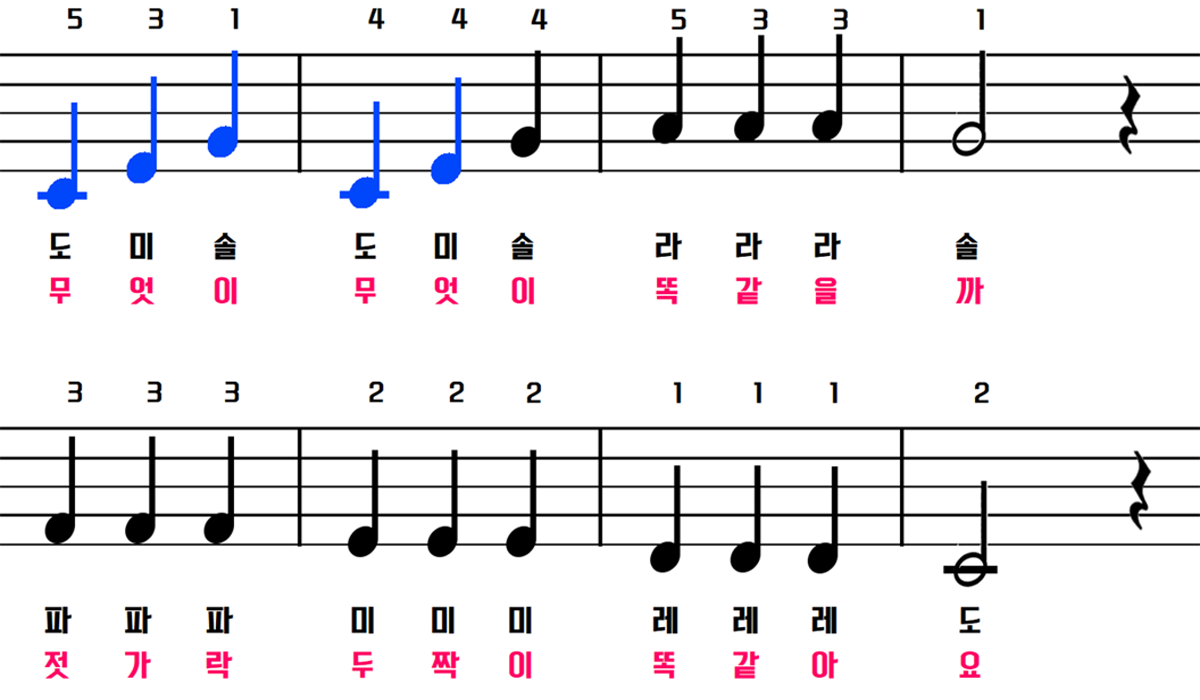 5 3 1 4 4 4 5 3 3 1
도 미 솔 도 미 솔 라 라 라 솔
무 엇 이 무 엇 이 똑 같 을 까
3 3 3 2 2 2 1 1 1 2
파 파 파 미 미 미 레 레 레 도
젓 가 락 두 짝 이 똑 같 아 요